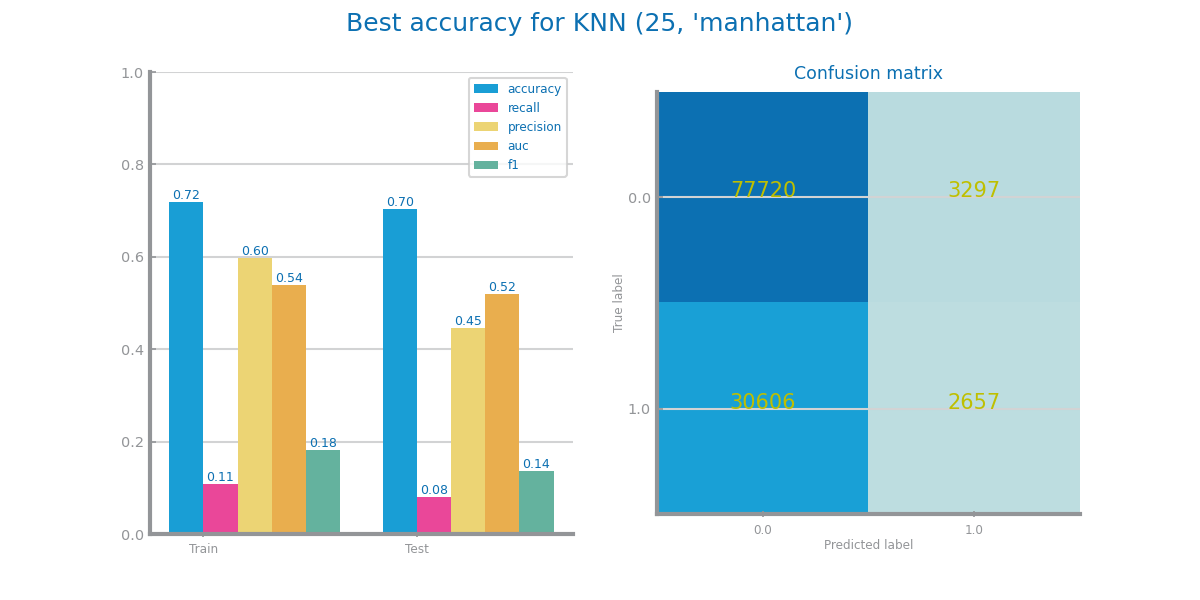 Best accuracy for KNN (25, 'manhattan')
1.0
0.8
0.6
0.4
0.2
0.0
accuracy
recall
precision
auc
f1
0.72
0.11
0.60
0.54
0.18
0.70
0.08
0.45
0.52
0.14
Train
Test
Confusion matrix
True label
0.0
1.0
77720
3297
30606
2657
0.0
1.0
Predicted label